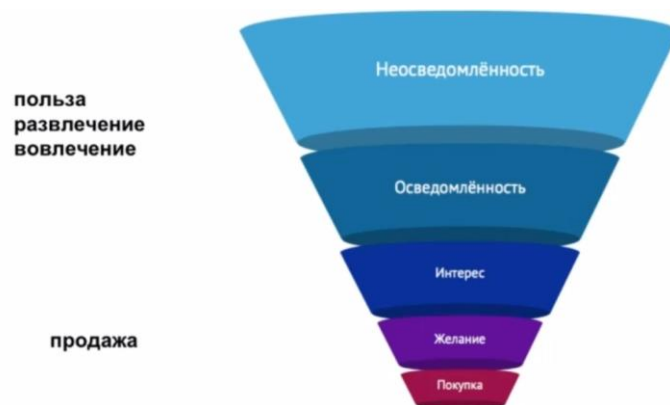 Неосведомлённость
польза
развлечение
вовлечение
Осведомлённость
Интерес
продажа
Желание
Покупка